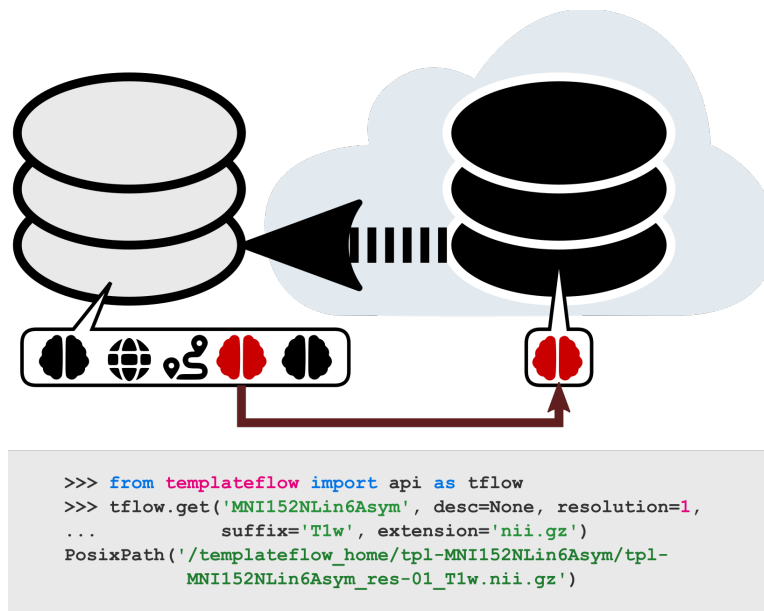 >>> from templateflow import api as tflow
>>> tflow.get('MNI152NLin6Asym', desc=None, resolution=1,
...          suffix='T1w', extension='nii.gz')
PosixPath('/templateflow_home/tpl-MNI152NLin6Asym/tpl-
MNI152NLin6Asym_res-01_T1w.nii.gz')